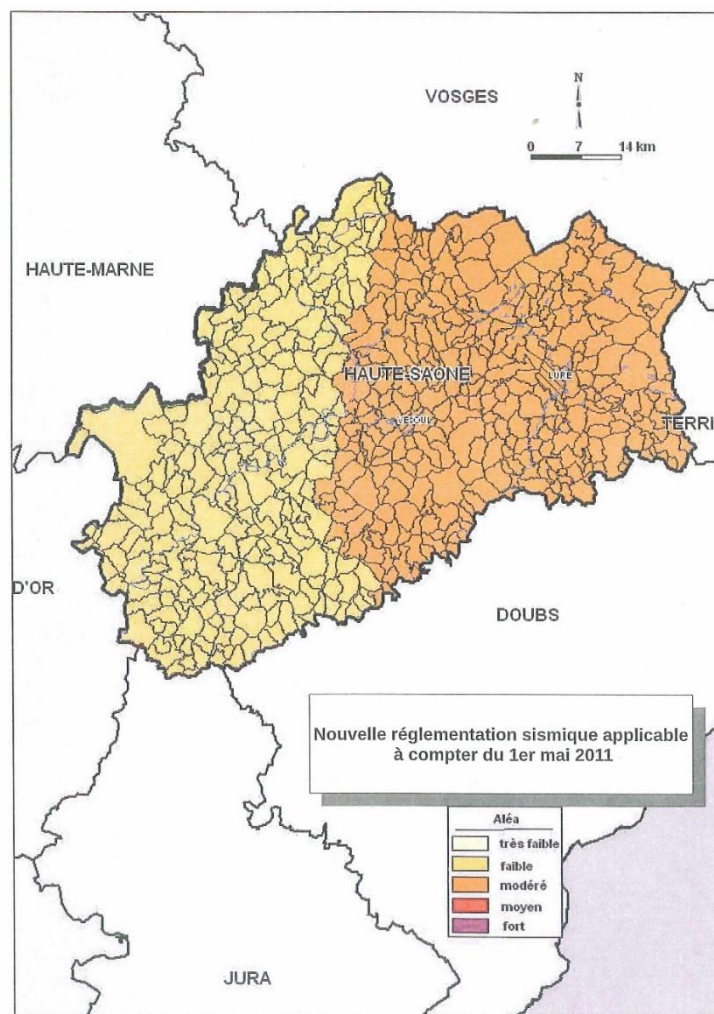 VOSGES
N
0 7 14 km
HAUTE-MARNE
HAUTE-SAONE
LURE
VESOUL
TERRI
D'OR
DOUBS
Nouvelle réglementation sismique applicable
à compter du 1er mai 2011
Aléa
très faible
faible
modéré
moyen
fort
JURA